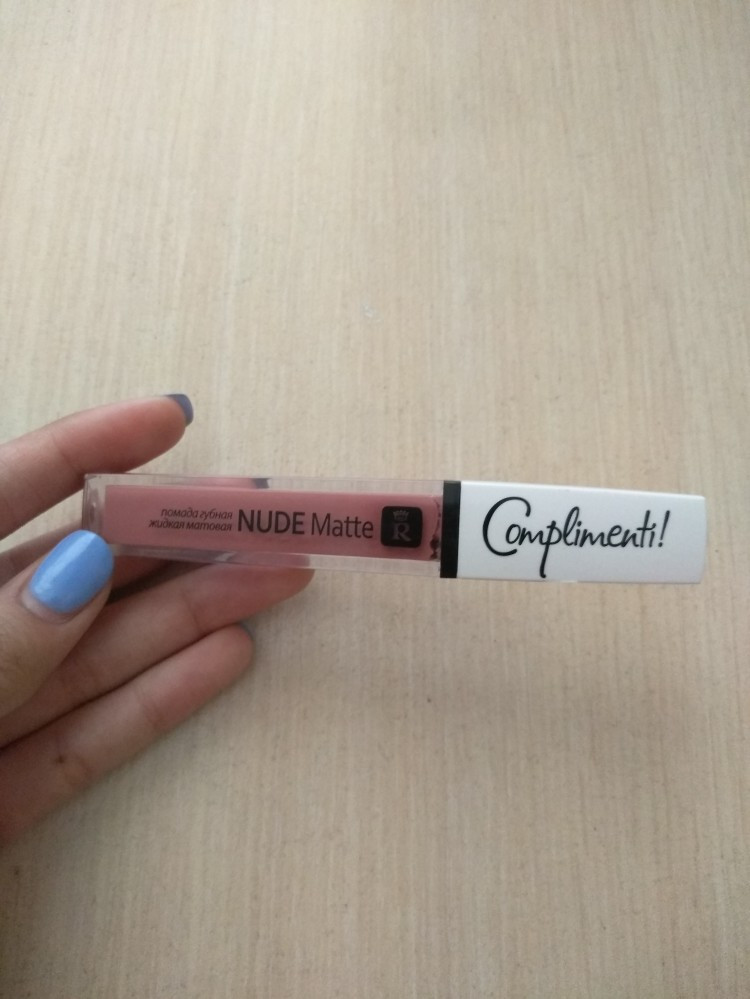 помада губная
жидкая матовая
NUDE Matte
R
Complimenti!